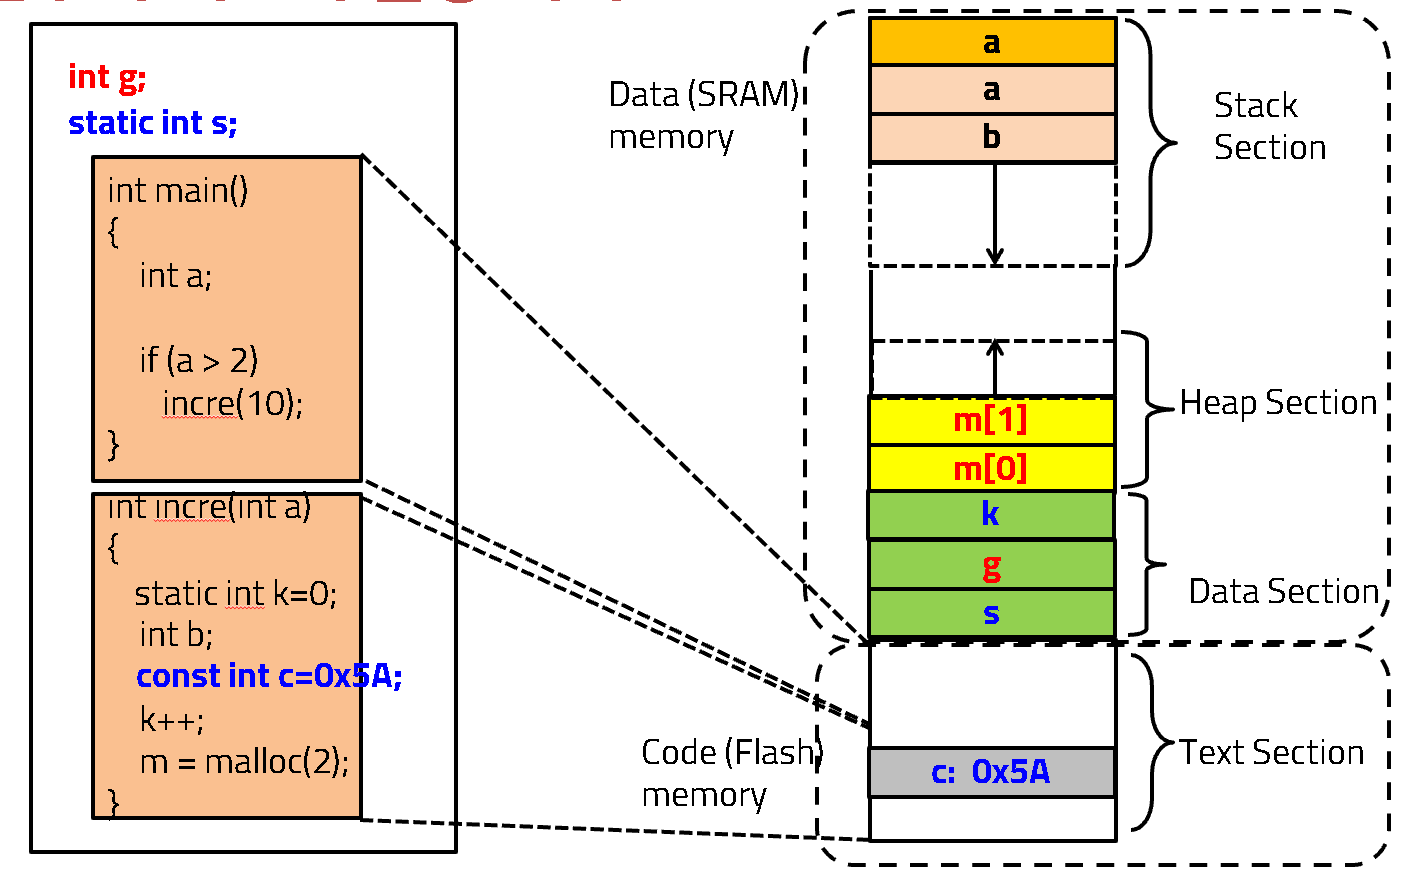 int g;
static int s;
int main()
{
int a;
if (a > 2)
incre(10);
}
int incre(int a)
{
static int k=0;
int b;
const int c=0x5A;
k++;
m = malloc(2);
}
Data (SRAM)
memory
a
a
b
Stack
Section
m[1]
m[0]
Heap Section
k
g
s
Data Section
Code (Flash)
memory
c: 0x5A
Text Section